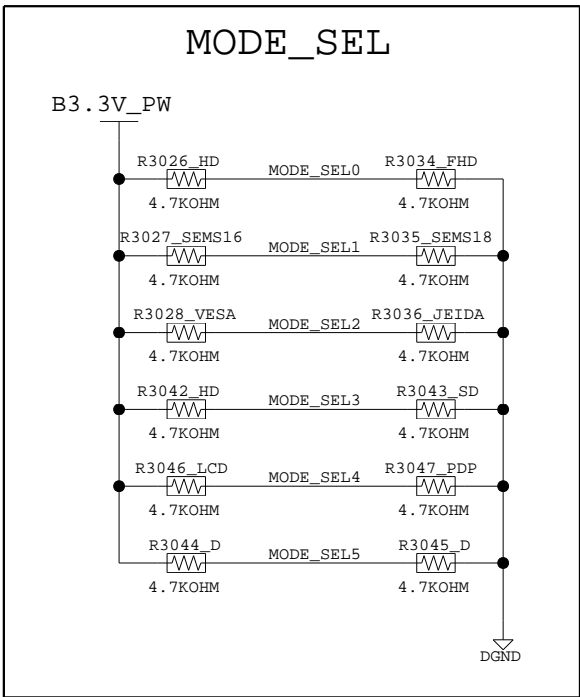 MODE_SEL
B3.3V_PW
R3026_HD MODE_SEL0 R3034_FHD
4.7KOHM 4.7KOHM
R3027_SEMS16 MODE_SEL1 R3035_SEMS18
4.7KOHM 4.7KOHM
R3028_VESA MODE_SEL2 R3036_JEIDA
4.7KOHM 4.7KOHM
R3042_HD MODE_SEL3 R3043_SD
4.7KOHM 4.7KOHM
R3046_LCD MODE_SEL4 R3047_PDP
4.7KOHM 4.7KOHM
R3044_D MODE_SEL5 R3045_D
4.7KOHM 4.7KOHM
DGND